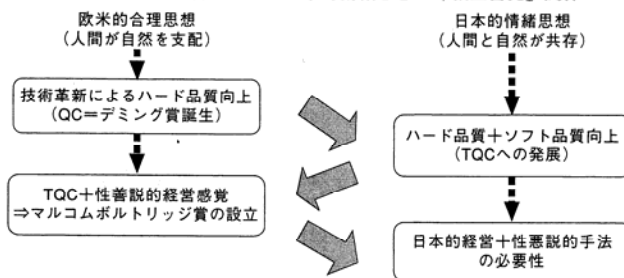 欧米的合理思想
(人間が自然を支配)
技術革新によるハード品質向上
(QC=デミング賞誕生)
TQC+性善説的経営感覚
⇒マルコムボルトリッジ賞の設立
日本的情緒思想
(人間と自然が共存)
ハード品質+ソフト品質向上
(TQCへの発展)
日本的経営+性悪説的手法
の必要性